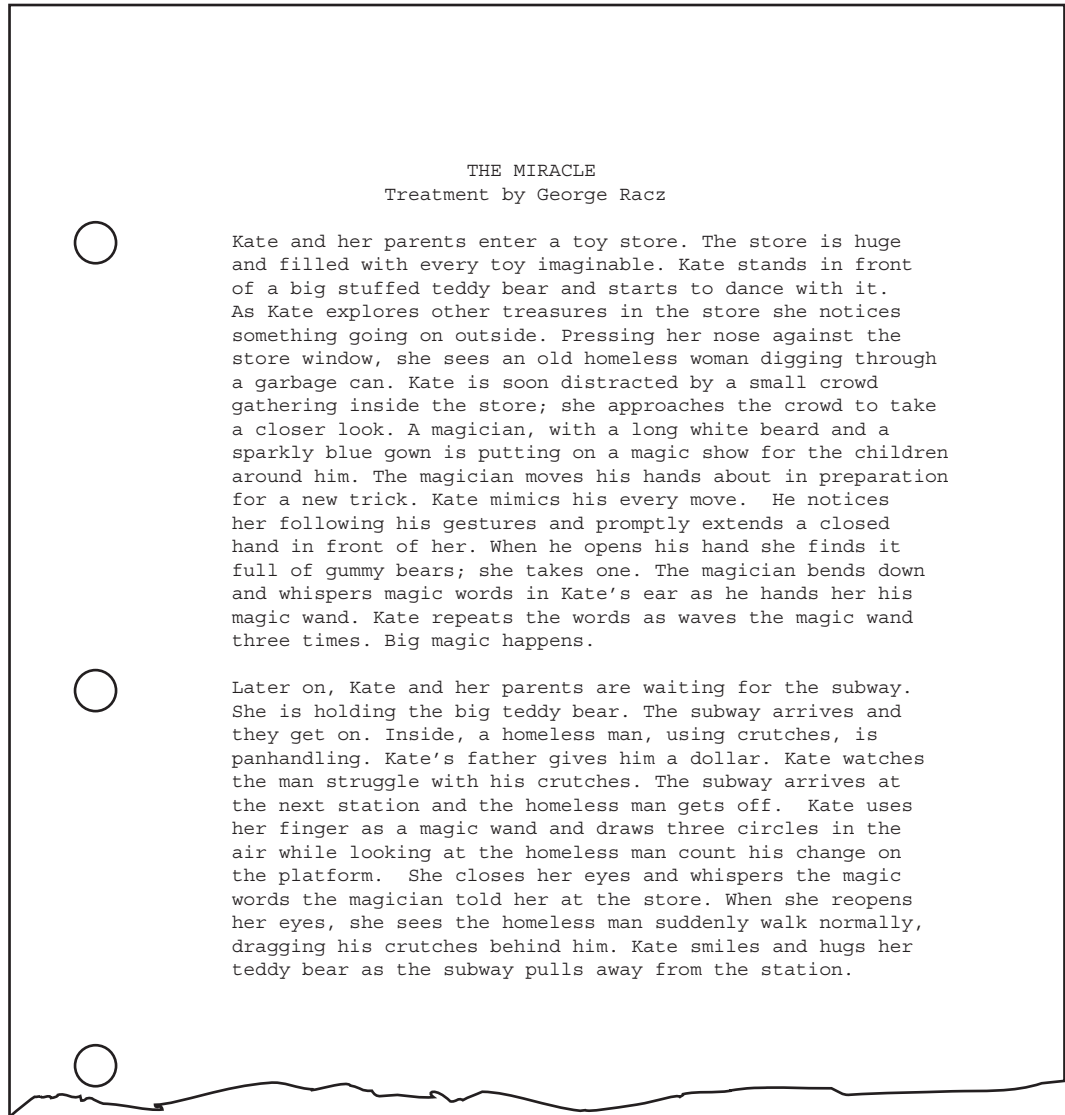 THE MIRACLE
Treatment by George Racz
Kate and her parents enter a toy store. The store is huge
and filled with every toy imaginable. Kate stands in front
of a big stuffed teddy bear and starts to dance with it.
As Kate explores other treasures in the store she notices
something going on outside. Pressing her nose against the
store window, she sees an old homeless woman digging through
a garbage can. Kate is soon distracted by a small crowd
gathering inside the store; she approaches the crowd to take
a closer look. A magician, with a long white beard and a
sparkly blue gown is putting on a magic show for the children
around him. The magician moves his hands about in preparation
for a new trick. Kate mimics his every move.  He notices
her following his gestures and promptly extends a closed
hand in front of her. When he opens his hand she finds it
full of gummy bears; she takes one. The magician bends down
and whispers magic words in Kate’s ear as he hands her his
magic wand. Kate repeats the words as waves the magic wand
three times. Big magic happens.
Later on, Kate and her parents are waiting for the subway.
She is holding the big teddy bear. The subway arrives and
they get on. Inside, a homeless man, using crutches, is
panhandling. Kate’s father gives him a dollar. Kate watches
the man struggle with his crutches. The subway arrives at
the next station and the homeless man gets off.  Kate uses
her finger as a magic wand and draws three circles in the
air while looking at the homeless man count his change on
the platform.  She closes her eyes and whispers the magic
words the magician told her at the store. When she reopens
her eyes, she sees the homeless man suddenly walk normally,
dragging his crutches behind him. Kate smiles and hugs her
teddy bear as the subway pulls away from the station.